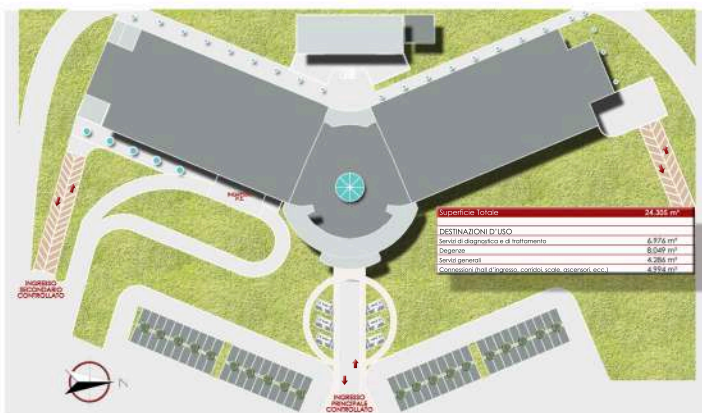 INGRESSO
P.S.
Superficie Totale 24.305 m²
DESTINAZIONI D'USO
Servizi di diagnostica e di trattamento 6.976 m²
Degenze 8.049 m²
Servizi generali 4.286 m²
Connessioni (hall d'ingresso, corridoi, scale, ascensori, ecc.) 4.994 m²
INGRESSO
SECONDARIO
CONTROLLATO
N
INGRESSO
PRINCIPALE
CONTROLLATO